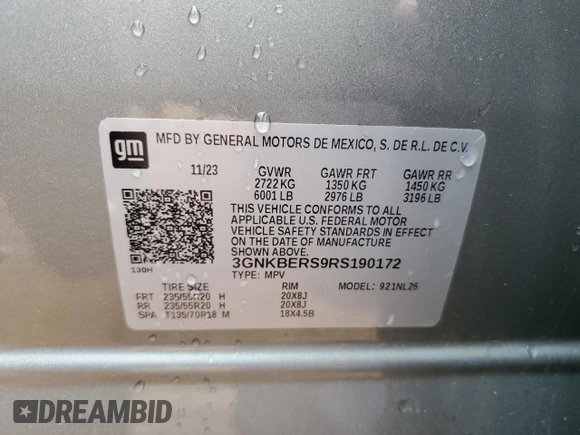 gm
MFD BY GENERAL MOTORS DE MEXICO, S. DE R.L. DE C.V.
11/23 GVWR GAWR FRT GAWR RR
2722 KG 1350 KG 1450 KG
6001 LB 2976 LB 3196 LB
THIS VEHICLE CONFORMS TO ALL
APPLICABLE U.S. FEDERAL MOTOR
VEHICLE SAFETY STANDARDS IN EFFECT
ON THE DATE OF MANUFACTURE
SHOWN ABOVE.
3GNKBERS9RS190172
139H TYPE: MPV
TIRE SIZE RIM MODEL: 921NL26
FRT 235/55R20 H 20X8J
RR 235/55R20 H 20X8J
SPA T135/70R18 M 18X4.5B
DREAMBID